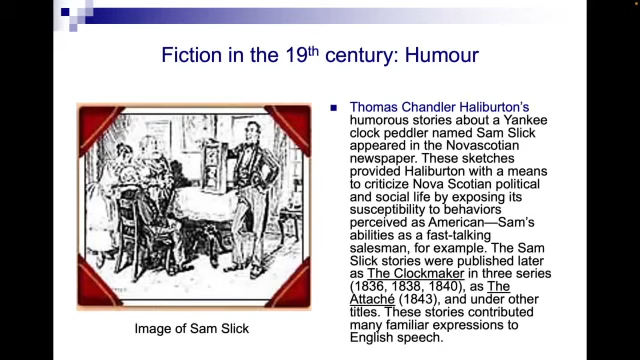 Fiction in the 19th century: Humour
Thomas Chandler Haliburton's
humorous stories about a Yankee
clock peddler named Sam Slick
appeared in the Novascotian
newspaper. These sketches
provided Haliburton with a means
to criticize Nova Scotian political
and social life by exposing its
susceptibility to behaviors
perceived as American—Sam's
abilities as a fast-talking
salesman, for example. The Sam
Slick stories were published later
as The Clockmaker in three series
(1836, 1838, 1840), as The
Attaché (1843), and under other
titles. These stories contributed
many familiar expressions to
English speech.
Image of Sam Slick